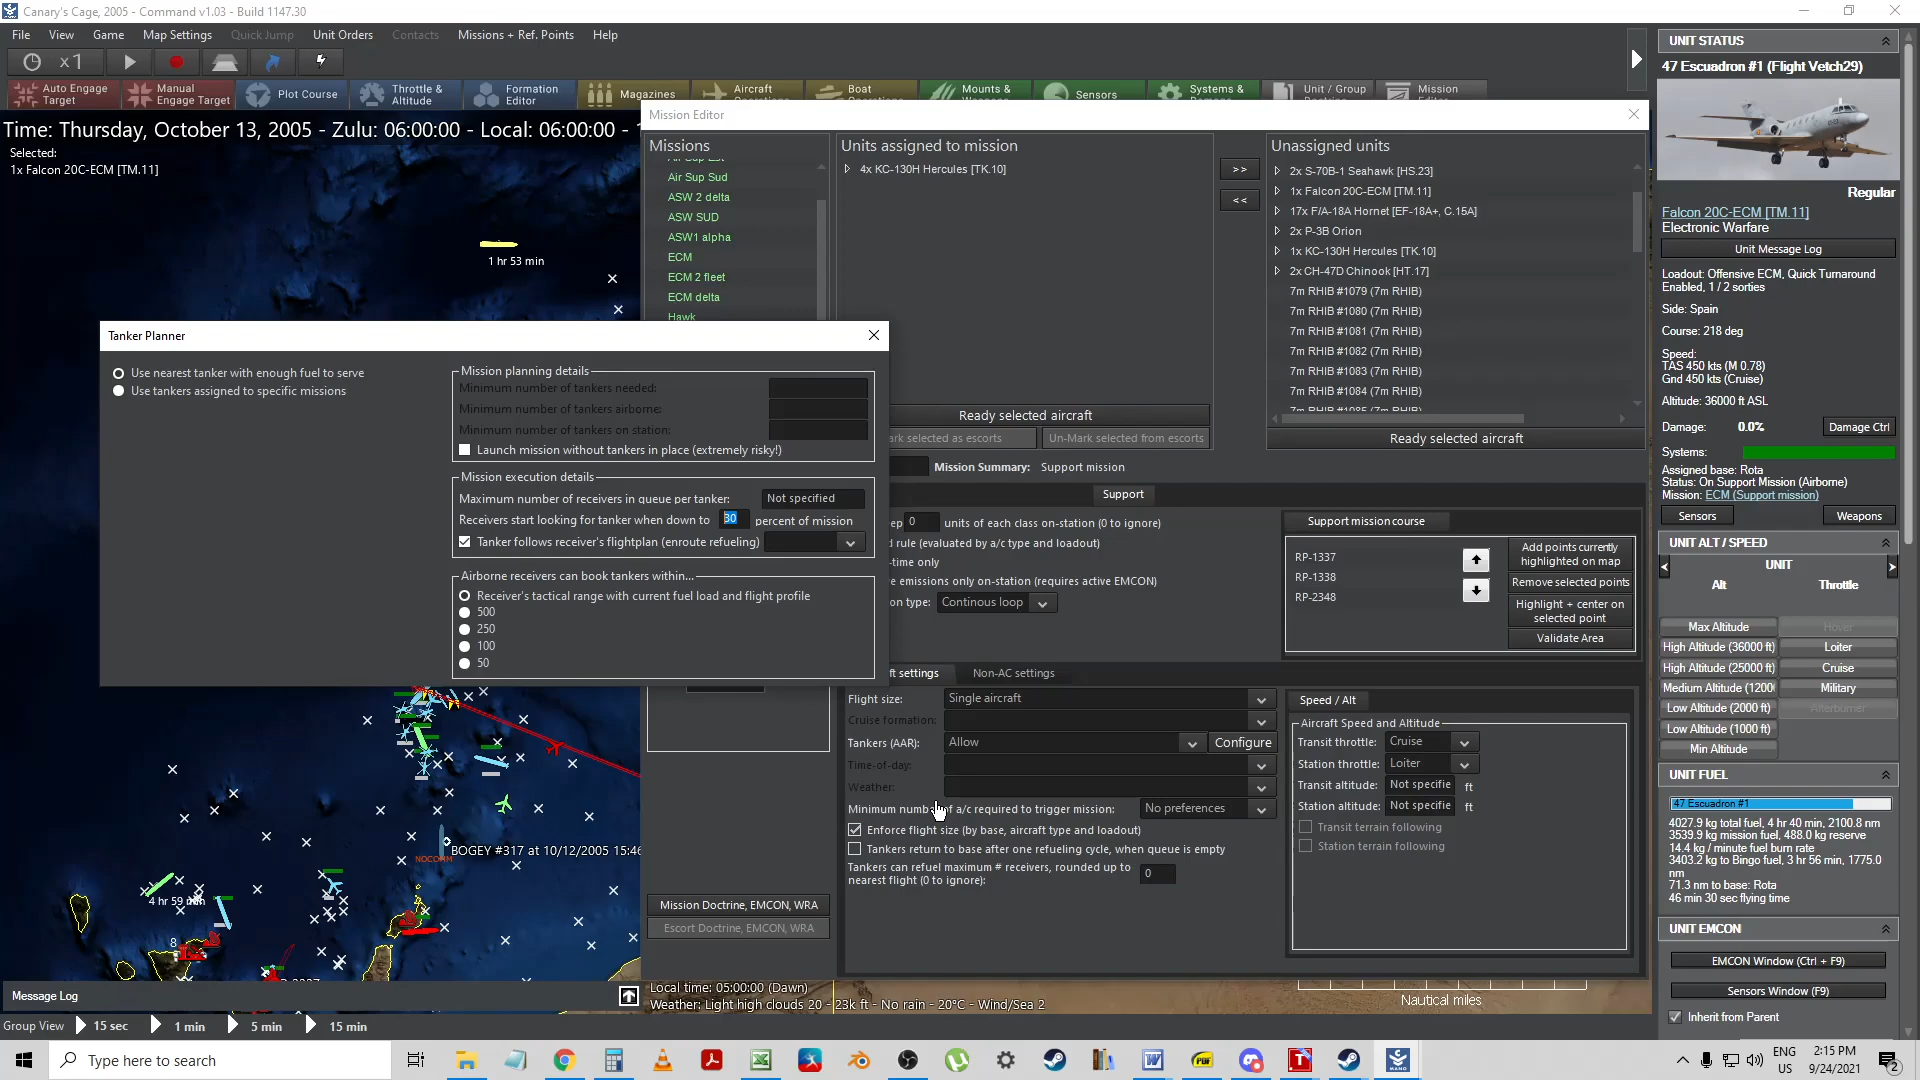 Canary's Cage, 2005 - Command v1.03 - Build 1147.30
File View Game Map Settings Quick Jump Unit Orders Contacts Missions + Ref. Points Help
x 1
Auto Engage Target
Manual Engage Target
Plot Course
Throttle & Altitude
Formation Editor
Magazines
Aircraft
Boat
Mounts &
Sensors
Systems &
Unit / Group
Mission
Time: Thursday, October 13, 2005 - Zulu: 06:00:00 - Local: 06:00:00 -
Selected:
1x Falcon 20C-ECM [TM.11]
1 hr 53 min
Mission Editor
Missions
Air Sup Sud
ASW 2 delta
ASW SUD
ASW1 alpha
ECM
ECM 2 fleet
ECM delta
Hawk
Units assigned to mission
4x KC-130H Hercules [TK.10]
>>
<<
Unassigned units
2x S-70B-1 Seahawk [HS.23]
1x Falcon 20C-ECM [TM.11]
17x F/A-18A Hornet [EF-18A+, C.15A]
2x P-3B Orion
1x KC-130H Hercules [TK.10]
2x CH-47D Chinook [HT.17]
7m RHIB #1079 (7m RHIB)
7m RHIB #1080 (7m RHIB)
7m RHIB #1081 (7m RHIB)
7m RHIB #1082 (7m RHIB)
7m RHIB #1083 (7m RHIB)
7m RHIB #1084 (7m RHIB)
7m RHIB #1085 (7m RHIB)
Ready selected aircraft
Ready selected aircraft
ark selected as escorts
Un-Mark selected from escorts
Mission Summary: Support mission
Support
ep 0 units of each class on-station (0 to ignore)
d rule (evaluated by a/c type and loadout)
-time only
e emissions only on-station (requires active EMCON)
on type: Continous loop
Support mission course
RP-1337
RP-1338
RP-2348
Add points currently highlighted on map
Remove selected points
Highlight + center on selected point
Validate Area
Tanker Planner
Use nearest tanker with enough fuel to serve
Use tankers assigned to specific missions
Mission planning details
Minimum number of tankers needed:
Minimum number of tankers airborne:
Minimum number of tankers on station:
Launch mission without tankers in place (extremely risky!)
Mission execution details
Maximum number of receivers in queue per tanker: Not specified
Receivers start looking for tanker when down to 30 percent of mission
Tanker follows receiver's flightplan (enroute refueling)
Airborne receivers can book tankers within...
Receiver's tactical range with current fuel load and flight profile
500
250
100
50
ft settings Non-AC settings
Flight size: Single aircraft
Cruise formation:
Tankers (AAR): Allow Configure
Time-of-day:
Weather:
Minimum numb of a/c required to trigger mission: No preferences
Enforce flight size (by base, aircraft type and loadout)
Tankers return to base after one refueling cycle, when queue is empty
Tankers can refuel maximum # receivers, rounded up to
nearest flight (0 to ignore): 0
Speed / Alt
Aircraft Speed and Altitude
Transit throttle: Cruise
Station throttle: Loiter
Transit altitude: Not specifie ft
Station altitude: Not specifie ft
Transit terrain following
Station terrain following
Mission Doctrine, EMCON, WRA
Escort Doctrine, EMCON, WRA
BOGEY #317 at 10/12/2005 15:46
NOCOMM
4 hr 59 min
8
Local time: 05:00:00 (Dawn)
Weather: Light high clouds 20 - 23k ft - No rain - 20°C - Wind/Sea 2
Nautical miles
Message Log
Group View 15 sec 1 min 5 min 15 min
UNIT STATUS
47 Escuadron #1 (Flight Vetch29)
Regular
Falcon 20C-ECM [TM.11]
Electronic Warfare
Unit Message Log
Loadout: Offensive ECM, Quick Turnaround
Enabled, 1 / 2 sorties
Side: Spain
Course: 218 deg
Speed:
TAS 450 kts (M 0.78)
Gnd 450 kts (Cruise)
Altitude: 36000 ft ASL
Damage: 0.0% Damage Ctrl
Systems:
Assigned base: Rota
Status: On Support Mission (Airborne)
Mission: ECM (Support mission)
Sensors Weapons
UNIT ALT / SPEED
UNIT
Alt Throttle
Max Altitude Hover
High Altitude (36000 ft) Loiter
High Altitude (25000 ft) Cruise
Medium Altitude (1200 Military
Low Altitude (2000 ft) Afterburner
Low Altitude (1000 ft)
Min Altitude
UNIT FUEL
47 Escuadron #1
4027.9 kg total fuel, 4 hr 40 min, 2100.8 nm
3539.9 kg mission fuel, 488.0 kg reserve
14.4 kg / minute fuel burn rate
3403.2 kg to Bingo fuel, 3 hr 56 min, 1775.0
nm
71.3 nm to base: Rota
46 min 30 sec flying time
UNIT EMCON
EMCON Window (Ctrl + F9)
Sensors Window (F9)
Inherit from Parent
Type here to search
ENG
US
2:15 PM
9/24/2021
2